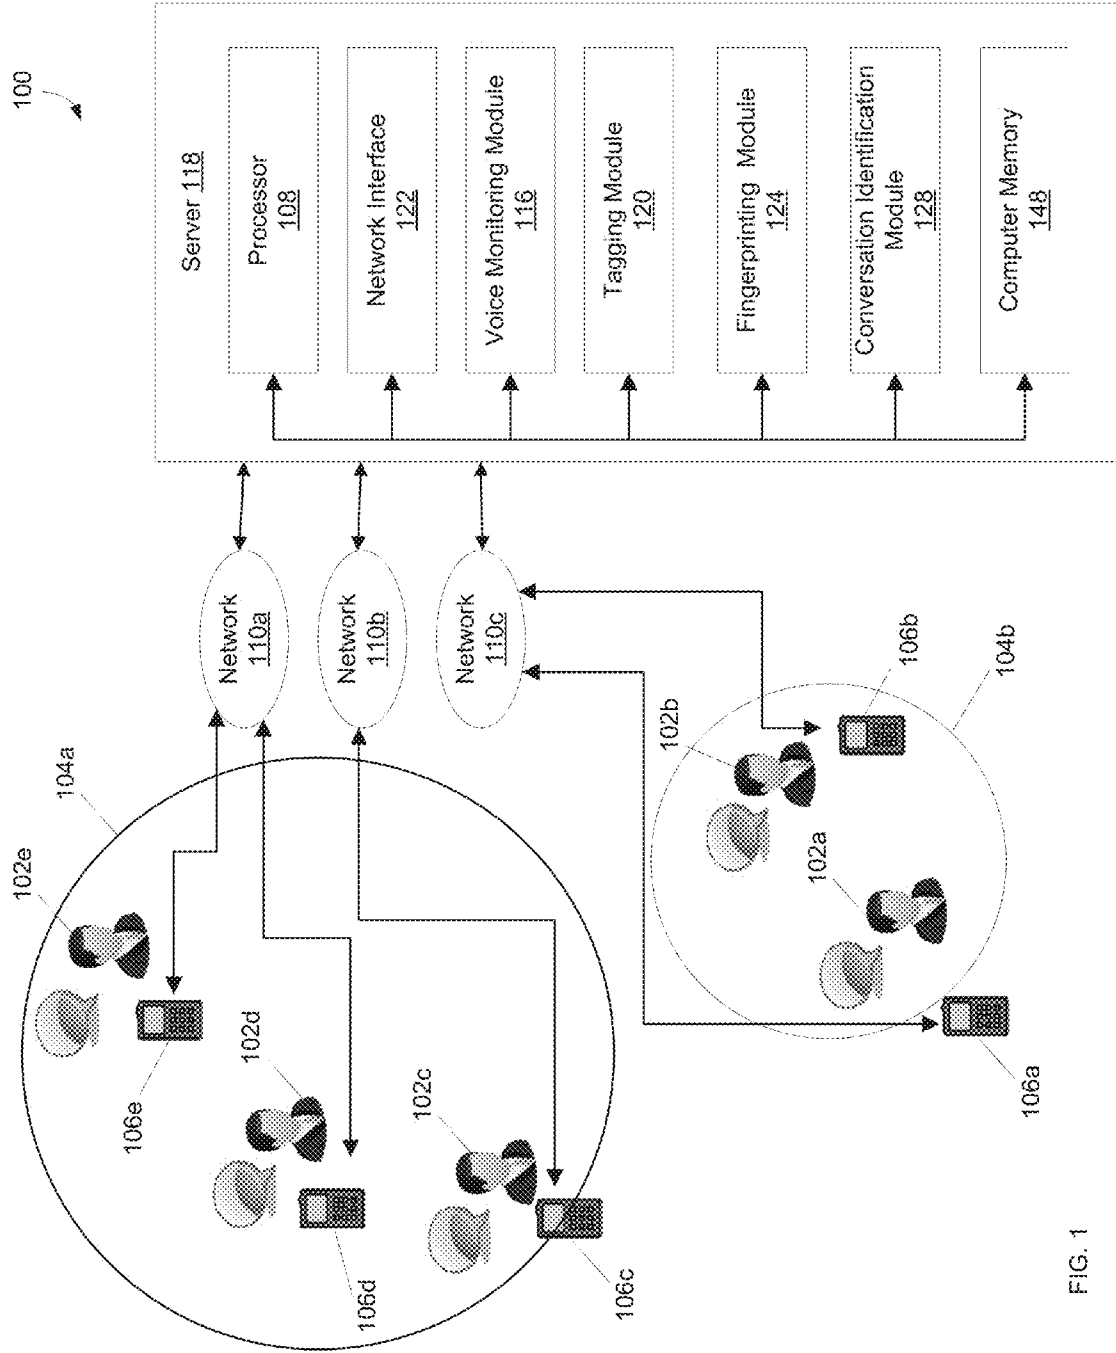 100
Server 118
Processor
108
Network Interface
122
Voice Monitoring Module
116
Tagging Module
120
Fingerprinting Module
124
Conversation Identification
Module
128
Computer Memory
148
Network
110a
Network
110b
Network
110c
104a
102e
106e
102d
106d
102c
106c
102b
106b
104b
102a
106a
FIG. 1